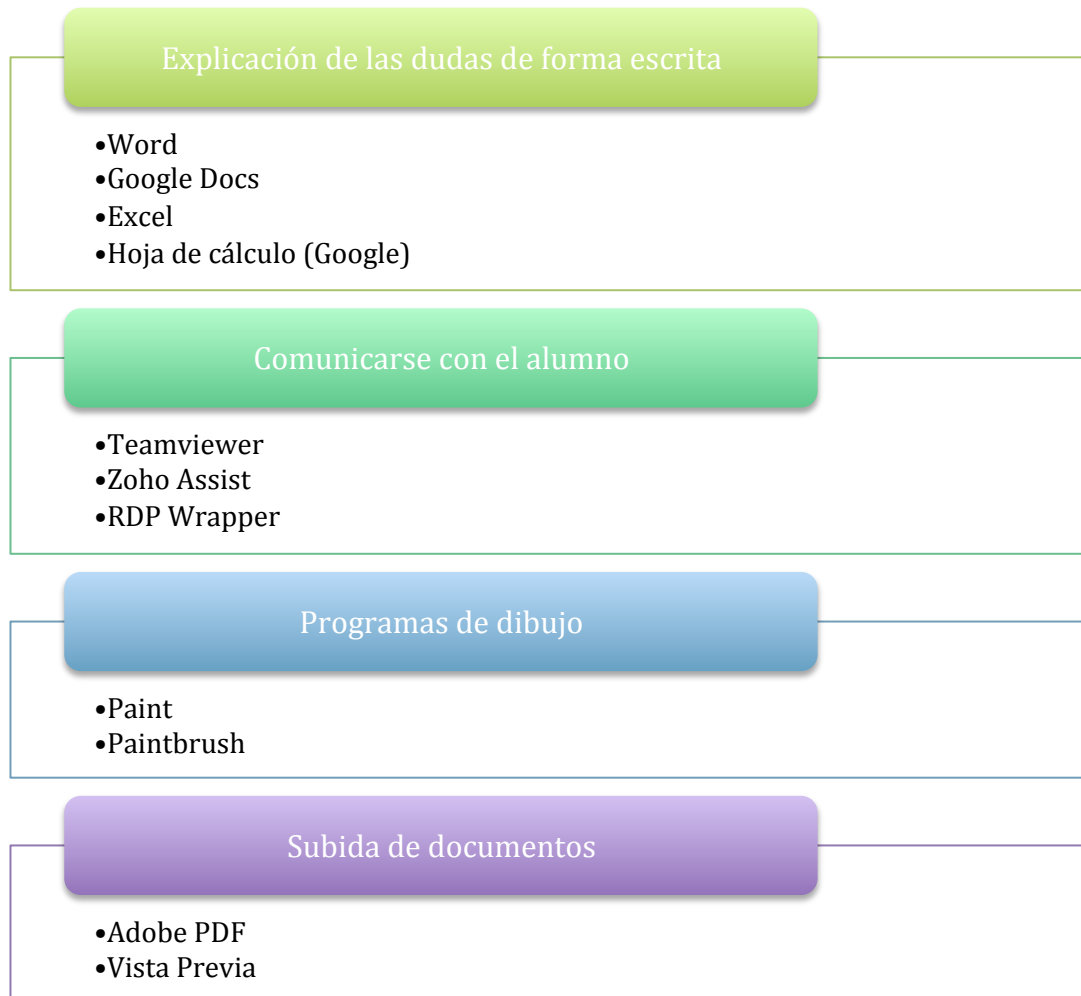 Explicación de las dudas de forma escrita
•Word
•Google Docs
•Excel
•Hoja de cálculo (Google)
Comunicarse con el alumno
•Teamviewer
•Zoho Assist
•RDP Wrapper
Programas de dibujo
•Paint
•Paintbrush
Subida de documentos
•Adobe PDF
•Vista Previa